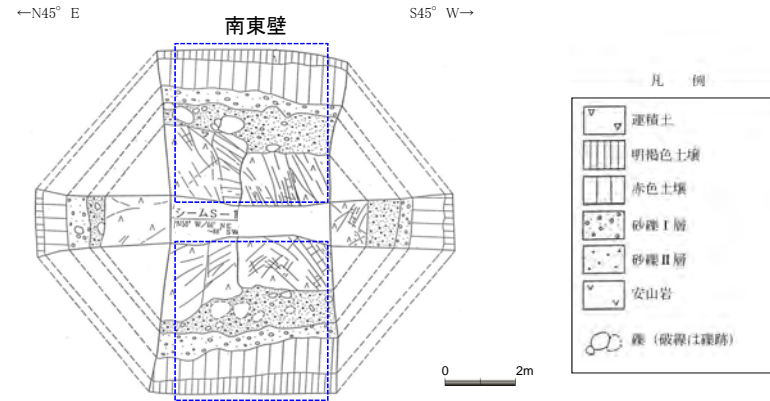 ←N45° E
S45° W→
南東壁
シームS-Ⅱ
凡 例
運積土
明褐色土壌
赤色土壌
砂礫Ⅰ層
砂礫Ⅱ層
安山岩
礫 (破線は礫跡)
0 2m